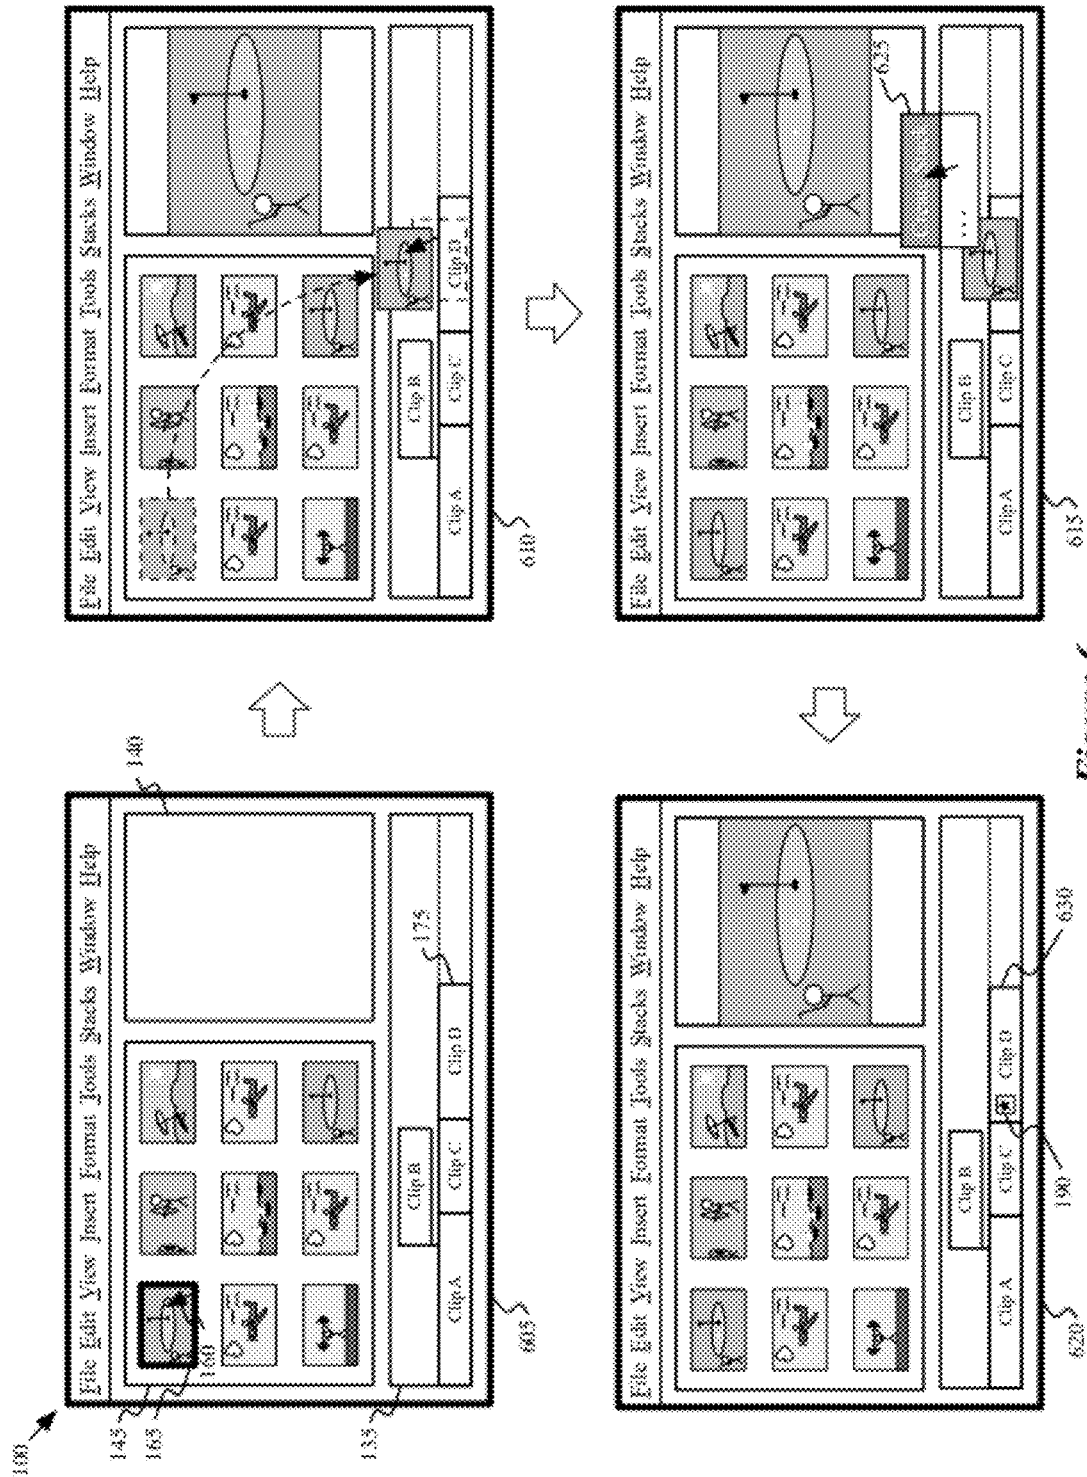 100
File Edit View Insert Format Tools Stacks Window Help
145
165
160
140
135
175
Clip B
Clip A
Clip C
Clip D
605
File Edit View Insert Format Tools Stacks Window Help
Clip B
Clip A
Clip C
Clip D
610
File Edit View Insert Format Tools Stacks Window Help
625
...
Clip B
Clip A
Clip C
615
File Edit View Insert Format Tools Stacks Window Help
Clip B
Clip A
Clip C
Clip D
620
190
630